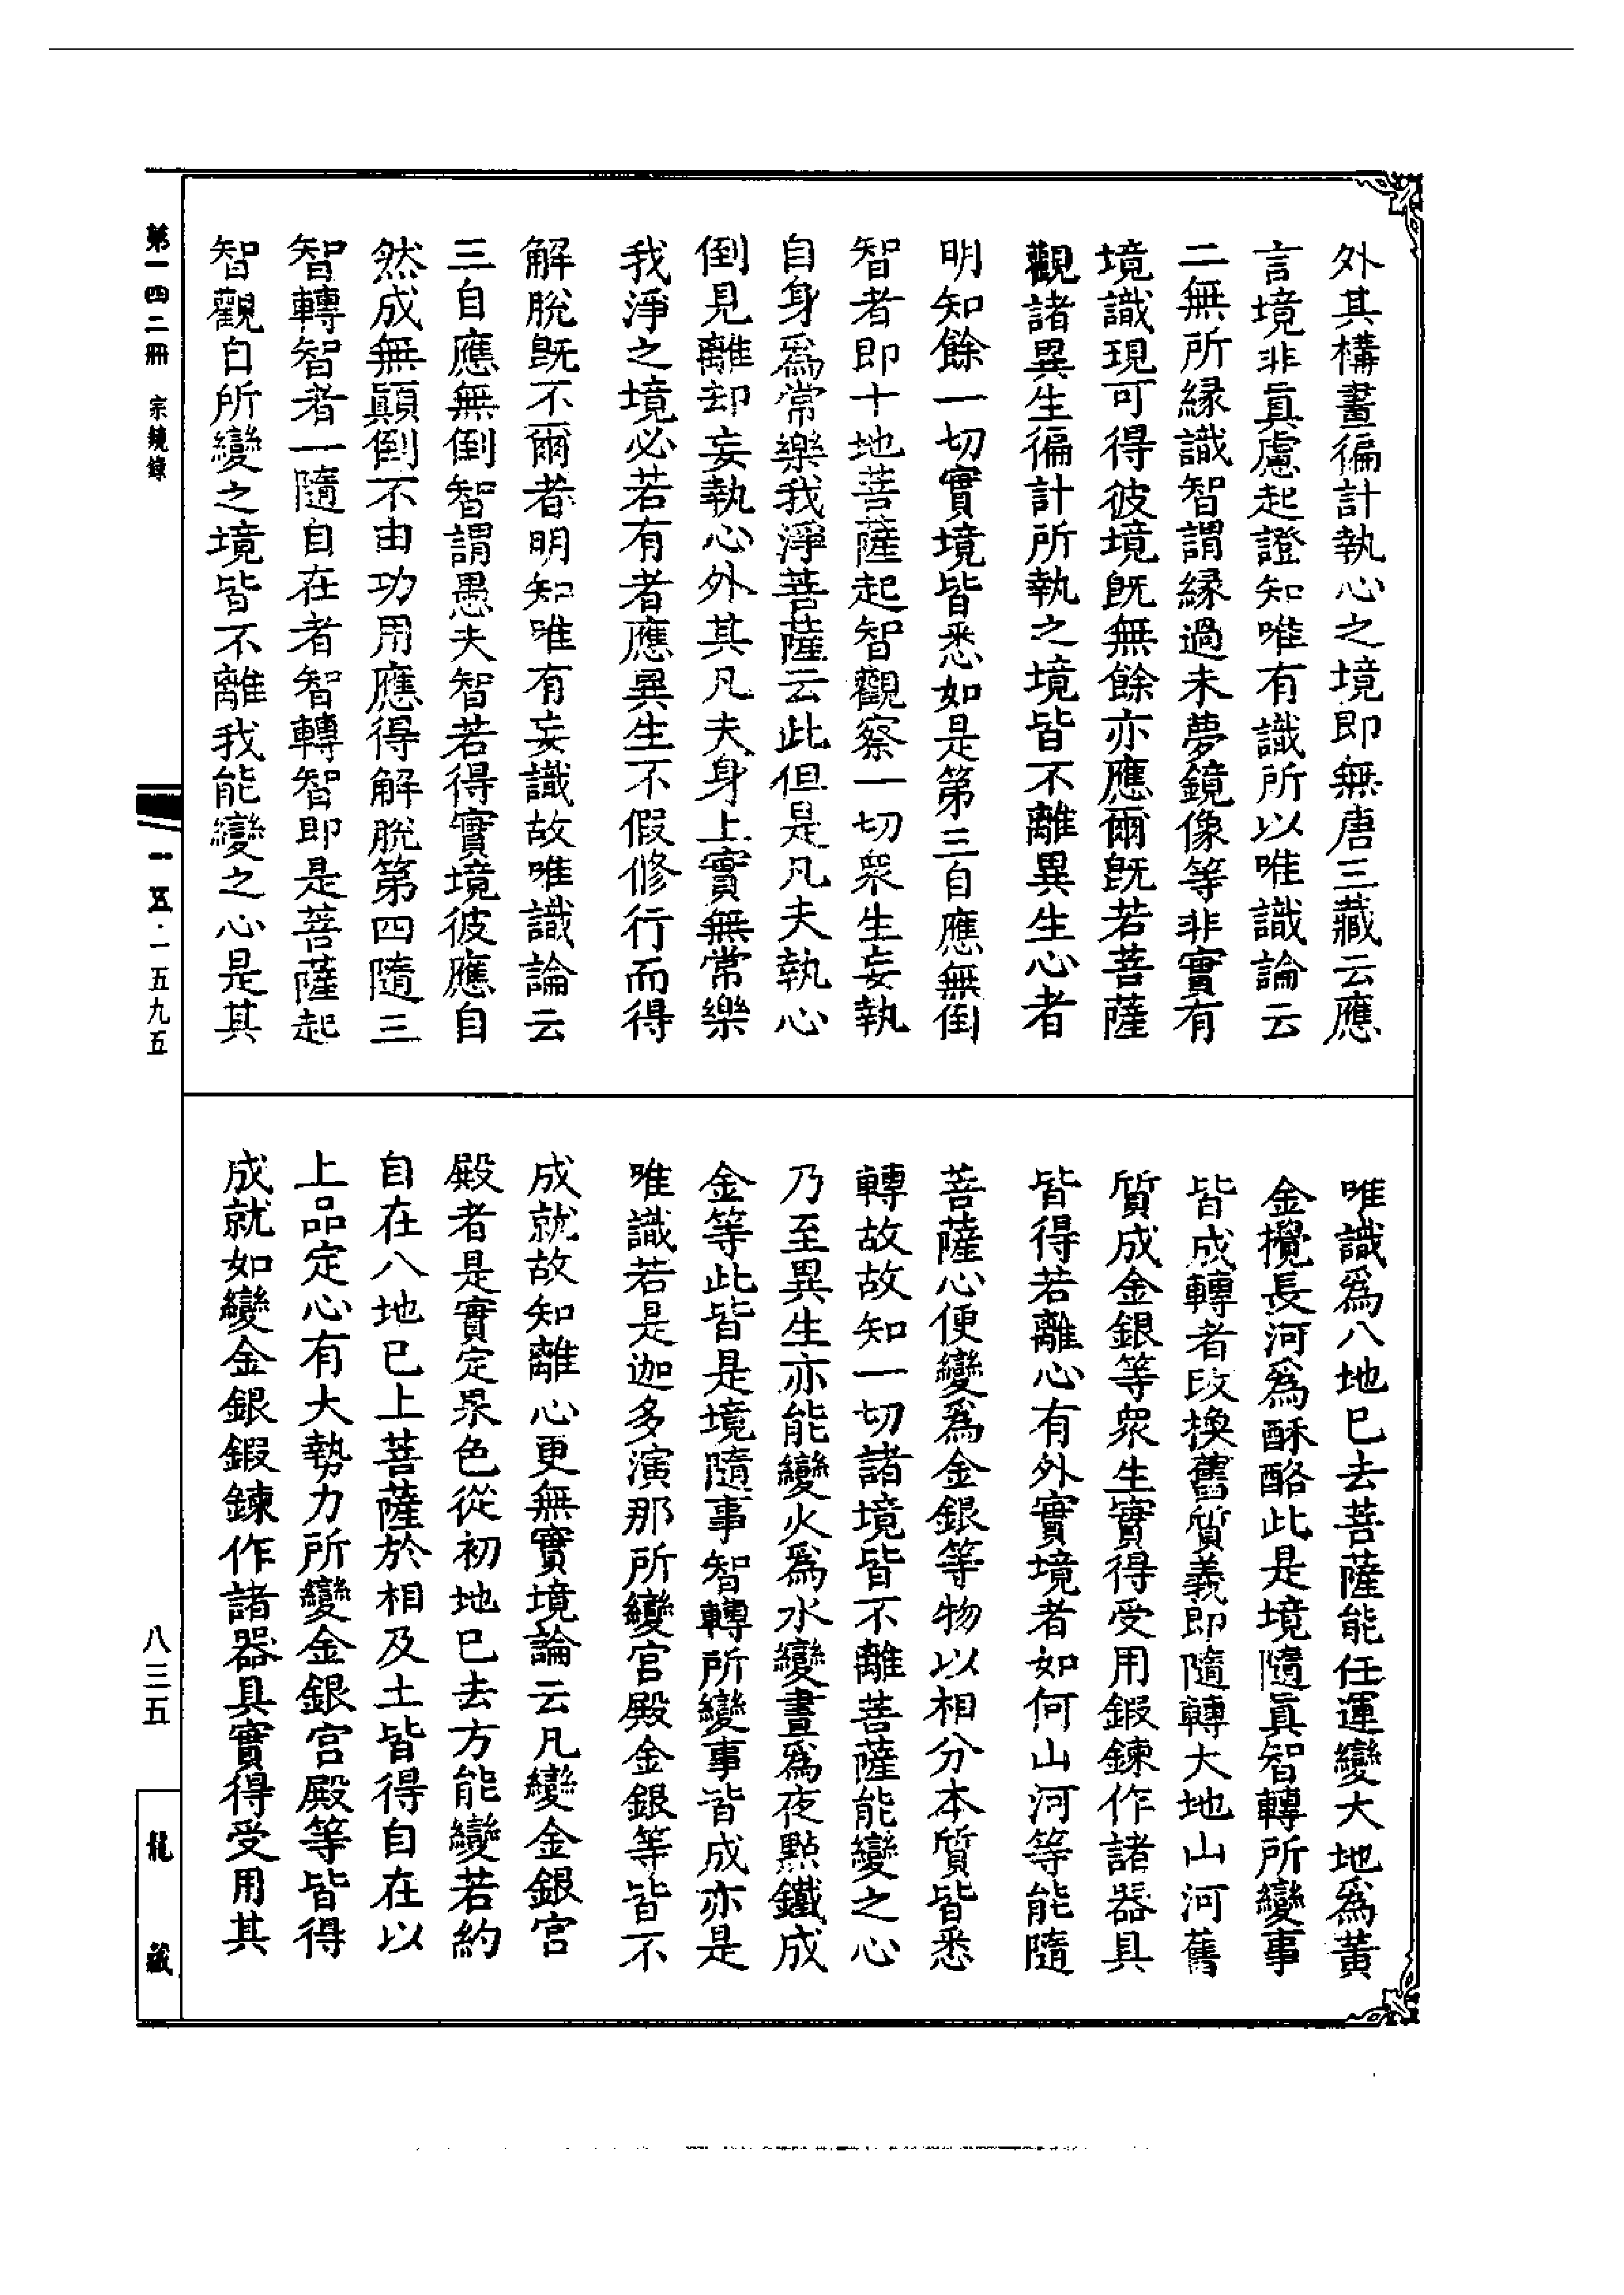 外其構畫徧計執心之境即無唐三藏云應
言境非眞慮起證知唯有識所以唯識論云
二無所緣識智謂緣過未夢鏡像等非實有
境識現可得彼境旣無餘亦應爾旣若菩薩
觀諸異生徧計所執之境皆不離異生心者
明知餘一切實境皆悉如是第三自應無倒
智者即十地菩薩起智觀察一切衆生妄執
自身爲常樂我淨菩薩云此但是凡夫執心
倒見離却妄執心外其凡夫身上實無常樂
我淨之境必若有者應異生不假修行而得
解脫旣不爾者明知唯有妄識故唯識論云
三自應無倒智謂愚夫智若得實境彼應自
然成無顚倒不由功用應得解脫第四隨三
智轉智者一隨自在者智轉智即是菩薩起
智觀白所變之境皆不離我能變之心是其
唯識爲八地巳去菩薩能任運變大地爲黃
金攪長河爲酥酪此是境隨眞智轉所變事
皆成轉者改換舊質義即隨轉大地山河舊
質成金銀等衆生實得受用鍜鍊作諸器具
皆得若離心有外實境者如何山河等能隨
菩薩心便變爲金銀等物以相分本質皆悉
轉故故知一切諸境皆不離菩薩能變之心
乃至異生亦能變火爲水變晝爲夜點鐵成
金等此皆是境隨事智轉所變事皆成亦是
唯識若是迦多演那所變宮殿金銀等皆不
成就故知離心更無實境論云凡變金銀宮
殿者是實定果色從初地巳去方能變若約
自在八地巳上菩薩於相及土皆得自在以
上品定心有大勢力所變金銀宮殿等皆得
成就如變金銀鍜鍊作諸器具實得受用其
第一四二冊 宗鏡錄
一五·一五九五
八三五
龍藏